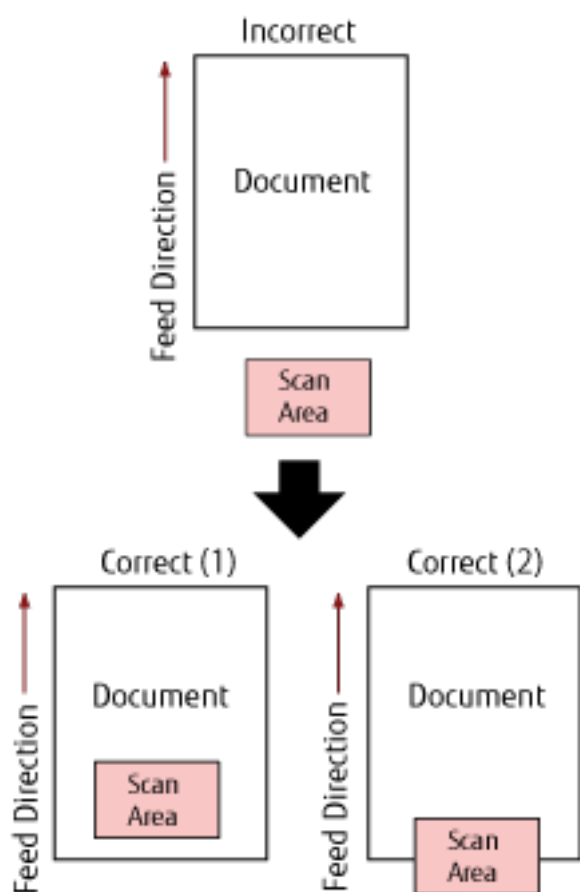 Incorrect
Feed Direction
Document
Scan
Area
Correct (1)
Feed Direction
Document
Scan
Area
Correct (2)
Feed Direction
Document
Scan
Area